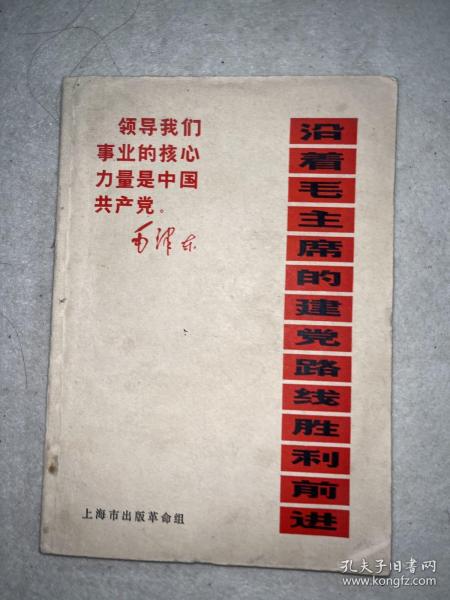 领导我们
事业的核心
力量是中国
共产党。
毛泽东
沿着毛主席的建党路线胜利前进
上海市出版革命组
孔夫子旧书网
www.kongfz.com